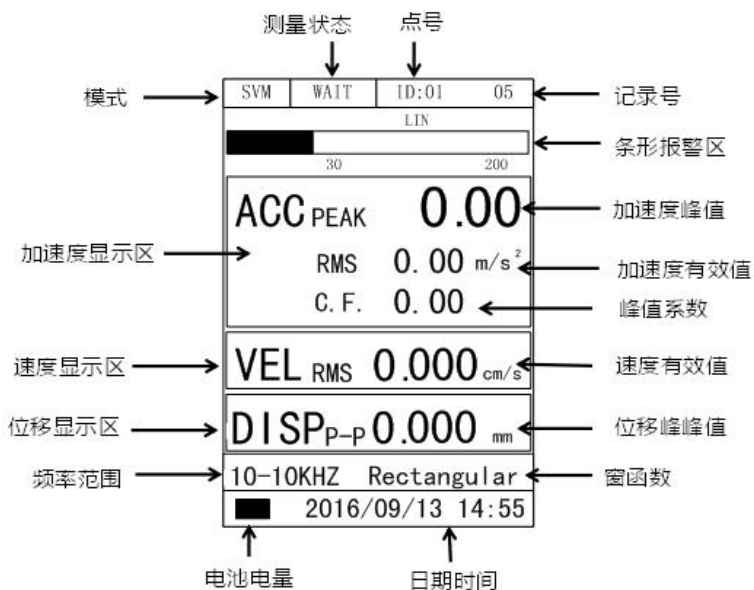 测量状态 点号
模式 SVM WAIT ID:01 05 记录号
LIN
条形报警区
30 200
ACC PEAK 0.00 加速度峰值
加速度显示区 RMS 0.00 m/s² 加速度有效值
C.F. 0.00 峰值系数
速度显示区 VEL RMS 0.000 cm/s 速度有效值
位移显示区 DISP P-P 0.000 mm 位移峰峰值
频率范围 10-10KHZ Rectangular 窗函数
2016/09/13 14:55
电池电量 日期时间